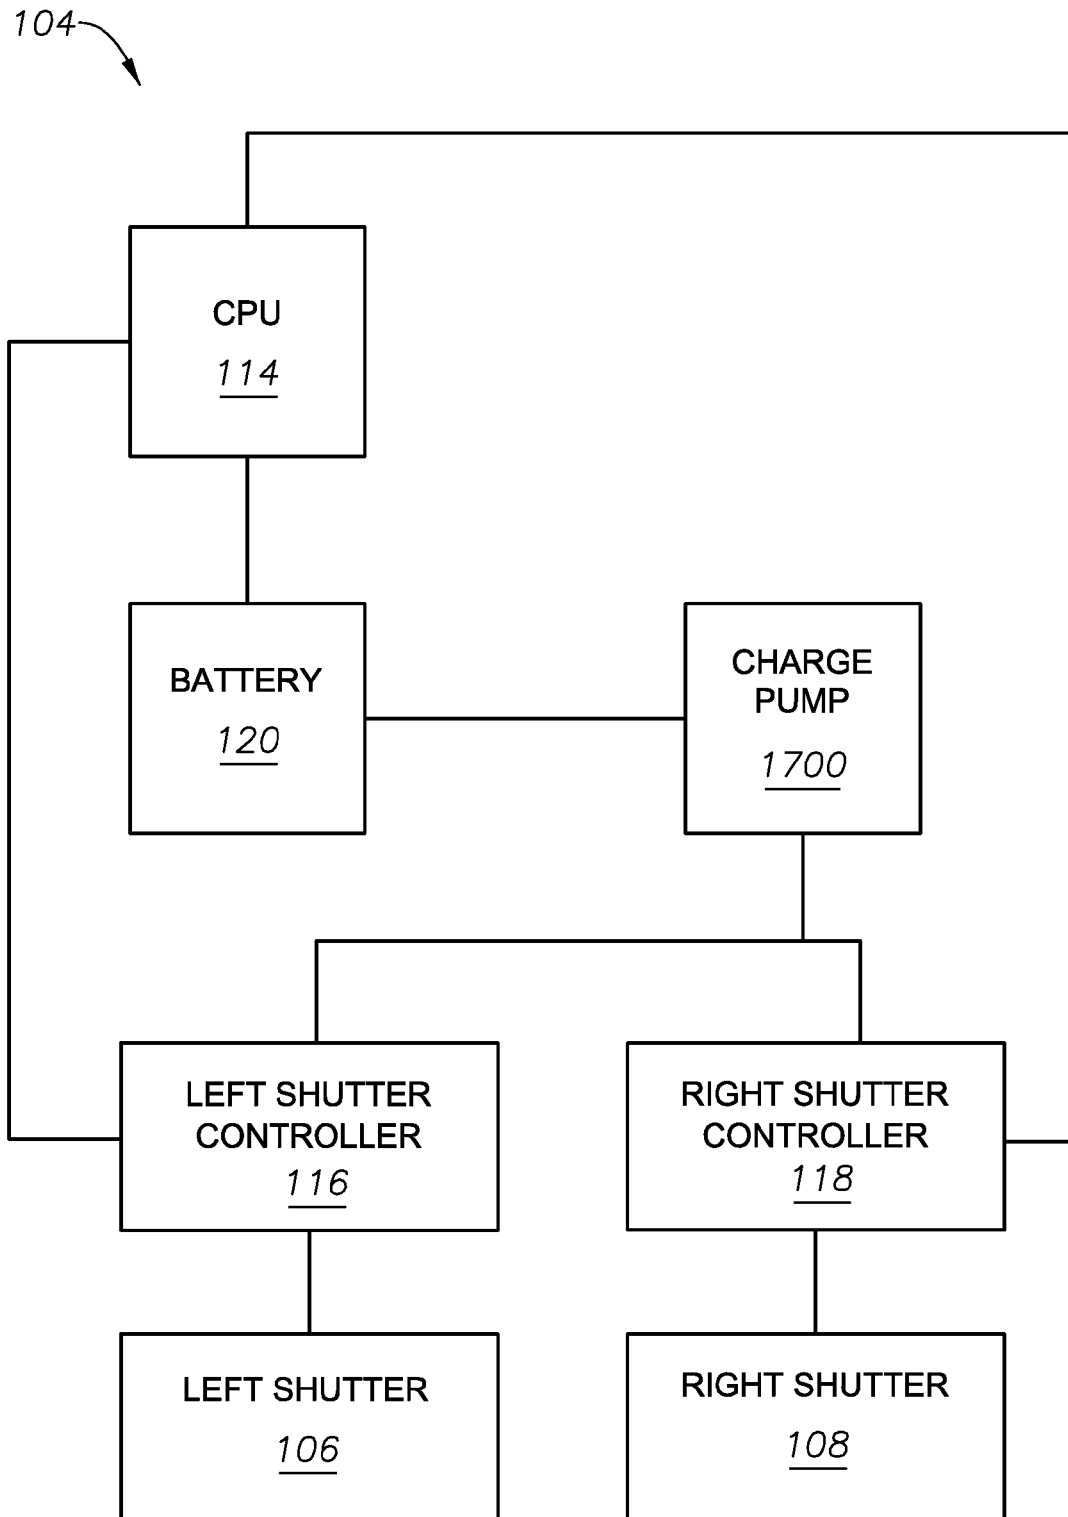 104
CPU
114
BATTERY
120
CHARGE
PUMP
1700
LEFT SHUTTER
CONTROLLER
116
RIGHT SHUTTER
CONTROLLER
118
LEFT SHUTTER
106
RIGHT SHUTTER
108